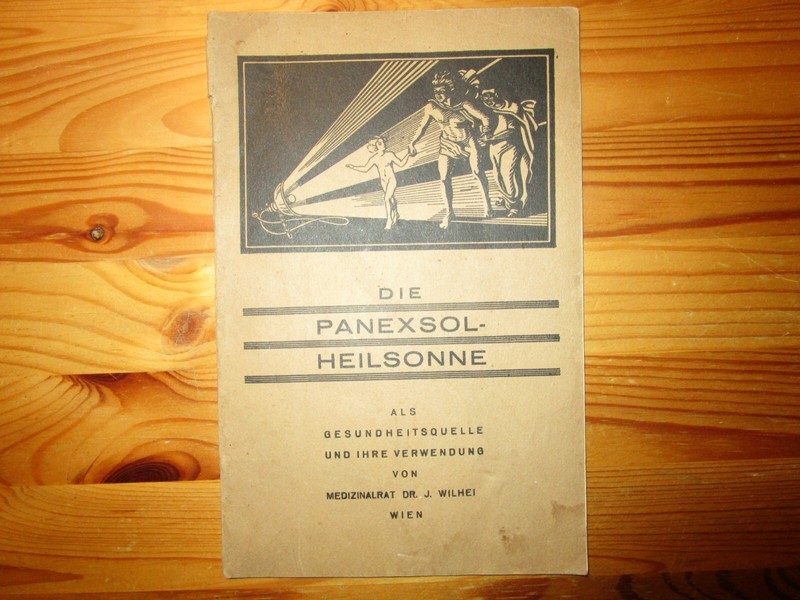 DIE
PANEXSOL-
HEILSONNE
ALS
GESUNDHEITSQUELLE
UND IHRE VERWENDUNG
VON
MEDIZINALRAT DR. J. WILHEI
WIEN